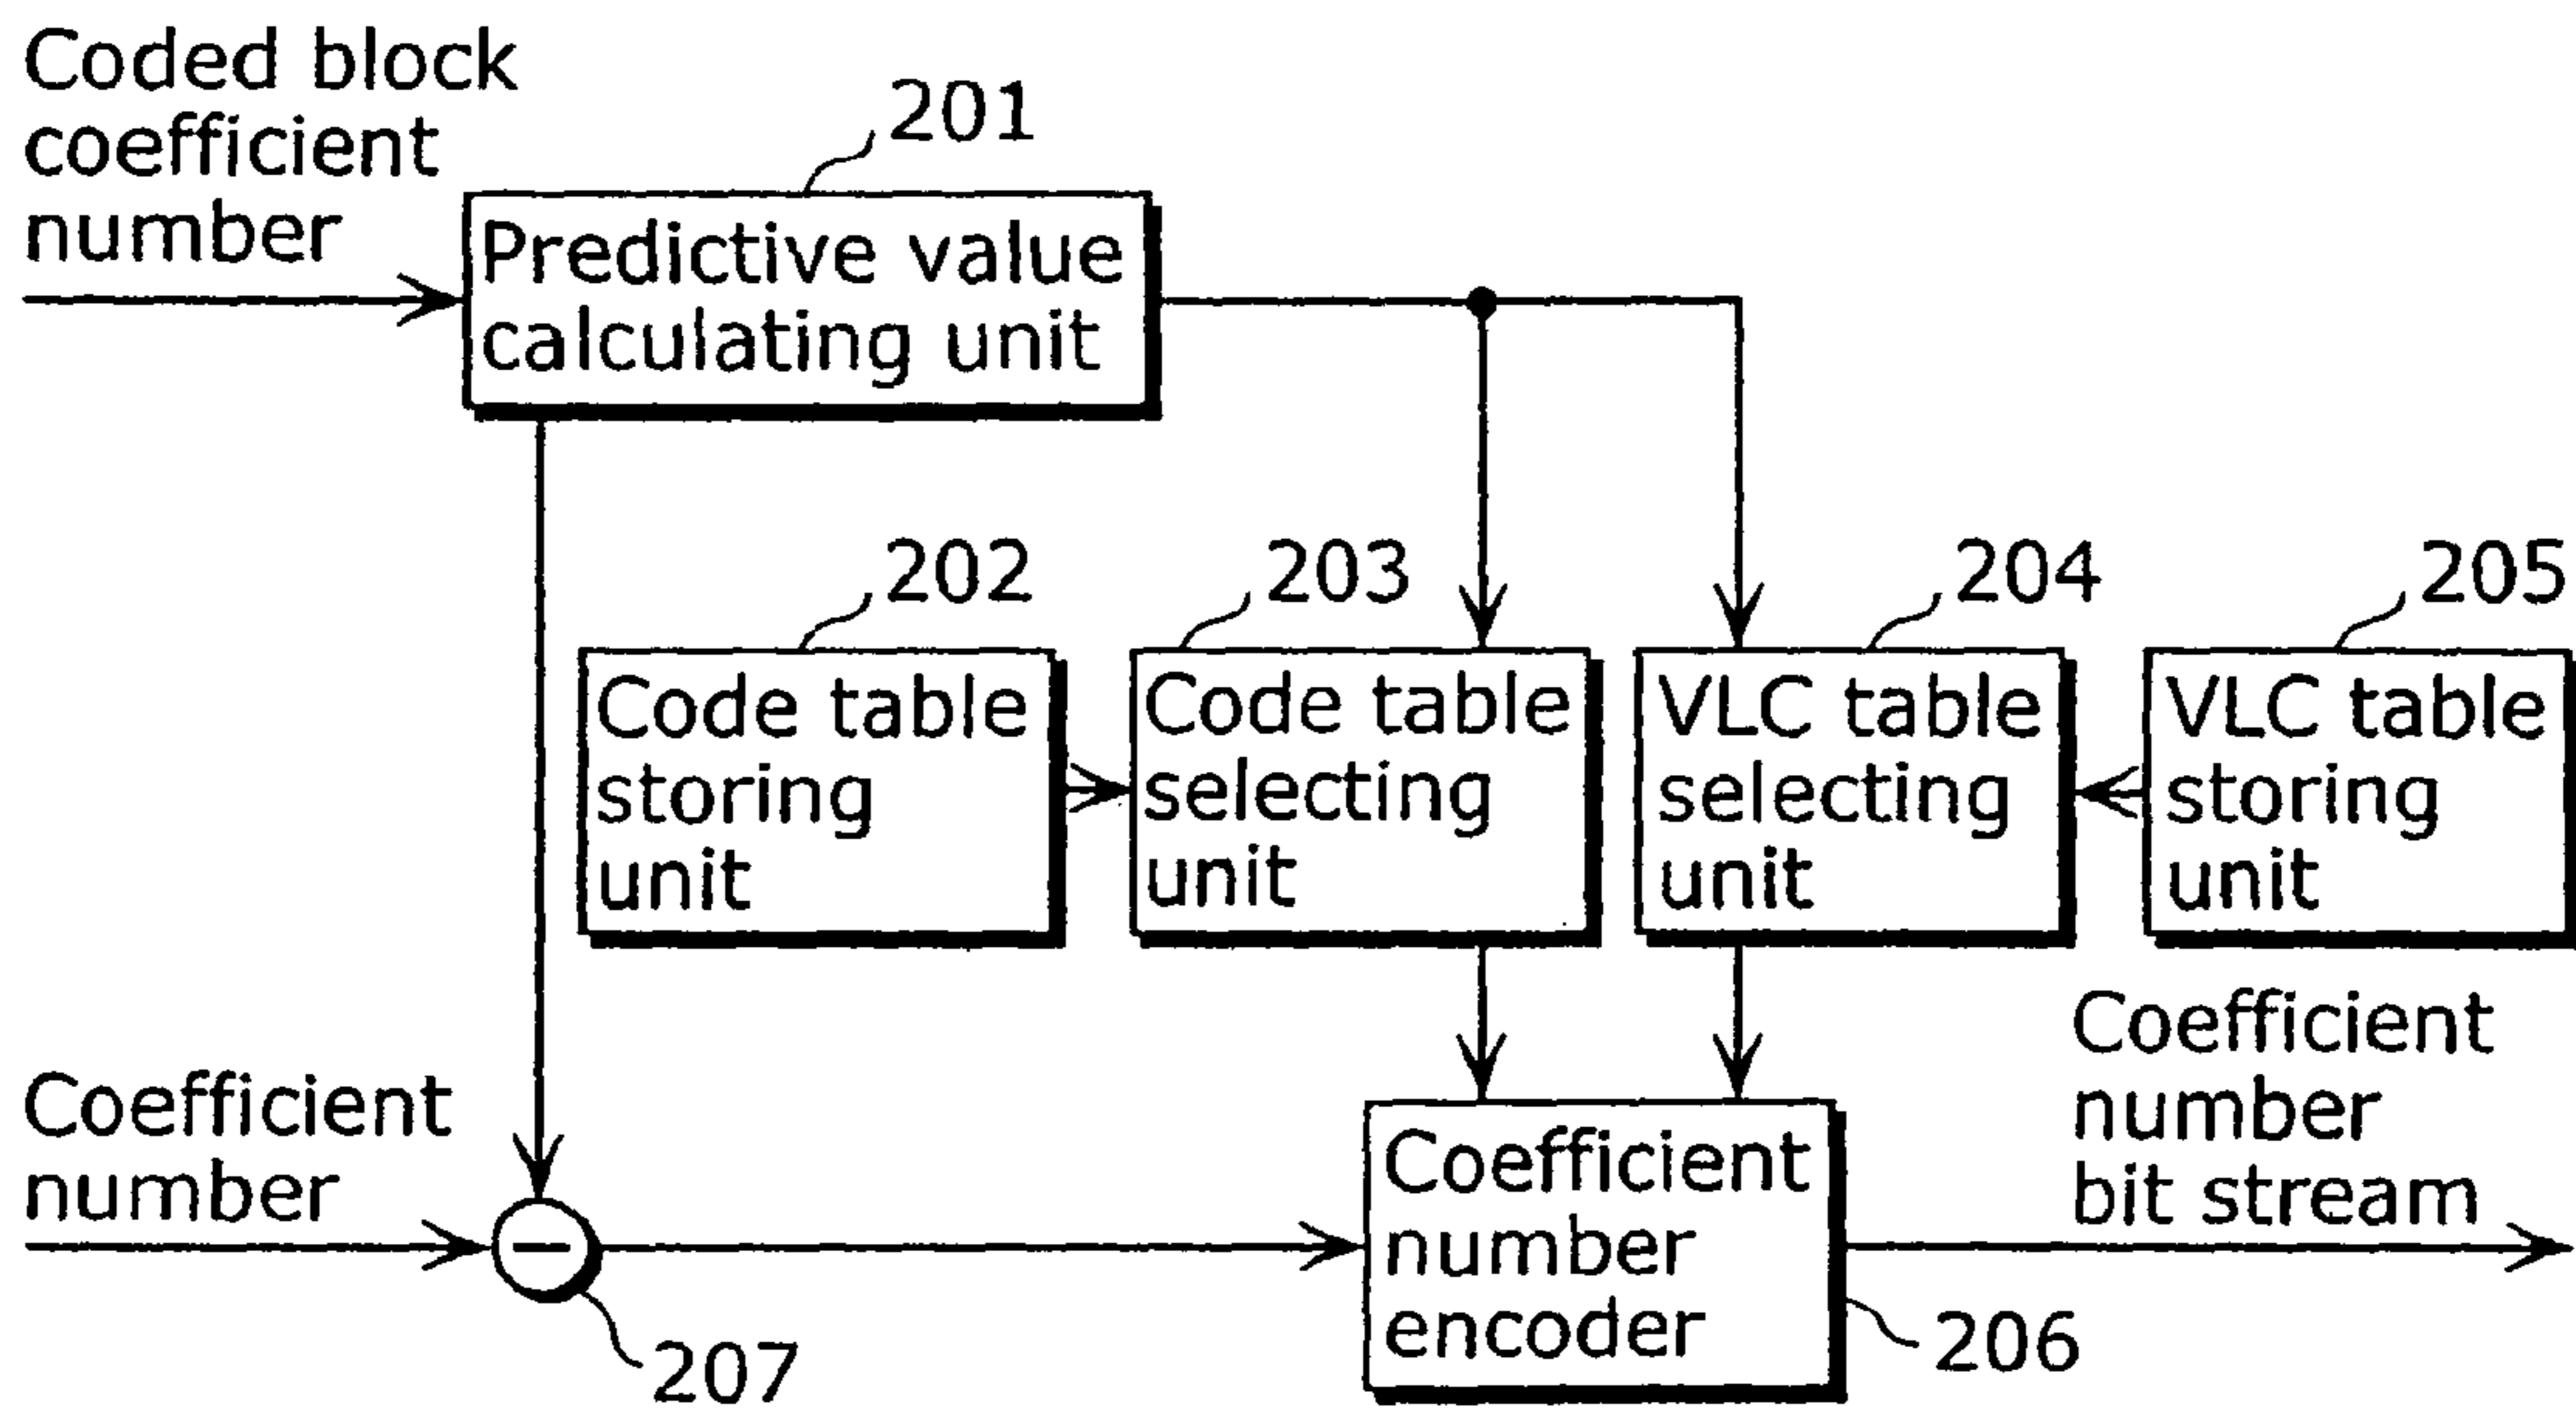 Coded block
coefficient
number
201
Predictive value
calculating unit
202
203
204
205
Code table
storing
unit
Code table
selecting
unit
VLC table
selecting
unit
VLC table
storing
unit
Coefficient
number
207
Coefficient
number
encoder
206
Coefficient
number
bit stream